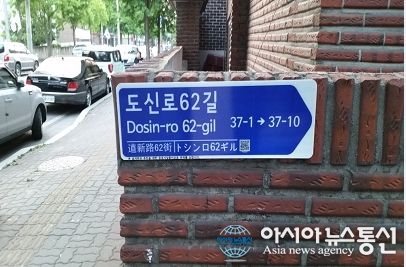 도신로62길
Dosin-ro 62-gil 37-1 → 37-10
道新路62街 トシンロ62ギル
아시아뉴스통신
Asia news agency